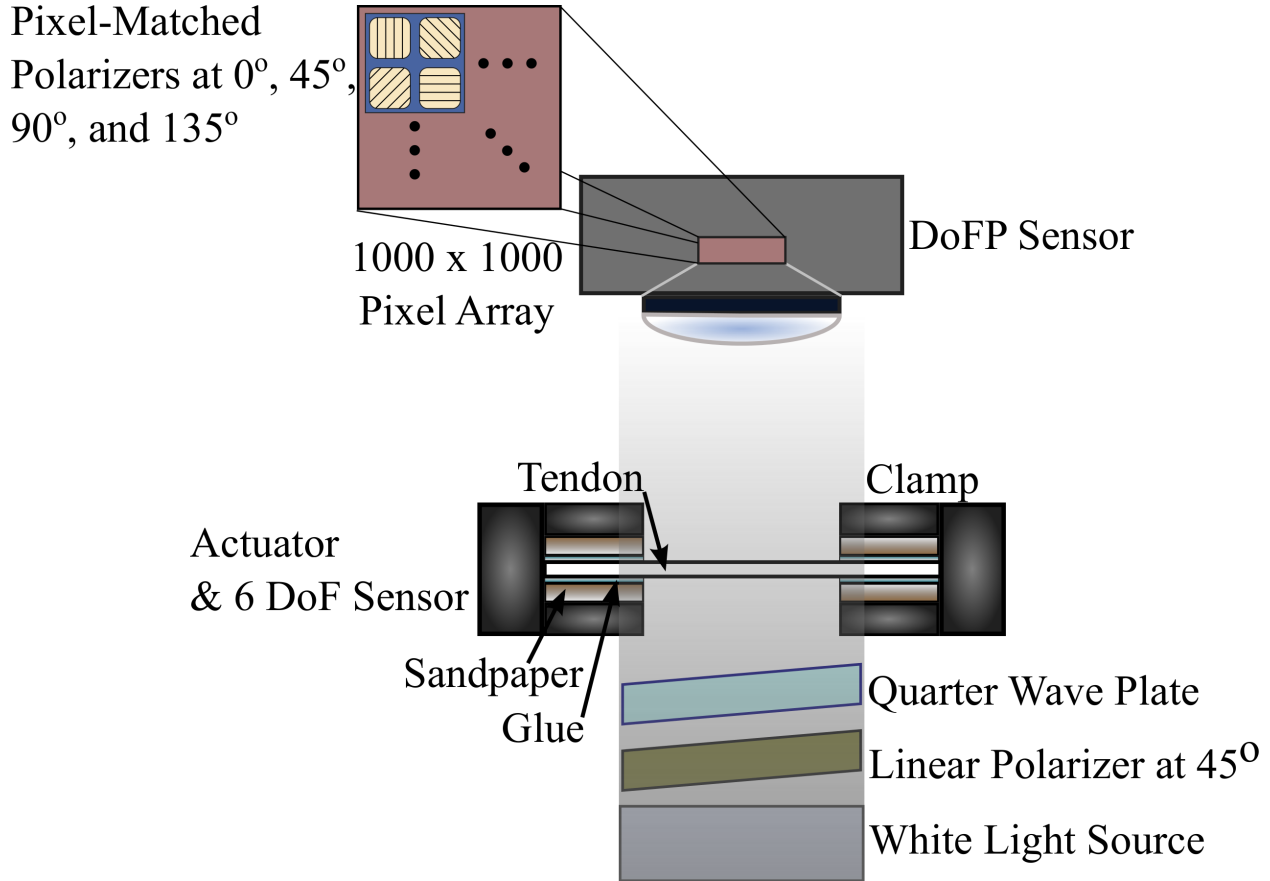 Pixel-Matched
Polarizers at 0º, 45º,
90º, and 135º
DoFP Sensor
1000 x 1000
Pixel Array
Tendon
Clamp
Actuator
& 6 DoF Sensor
Sandpaper
Glue
Quarter Wave Plate
Linear Polarizer at 45º
White Light Source